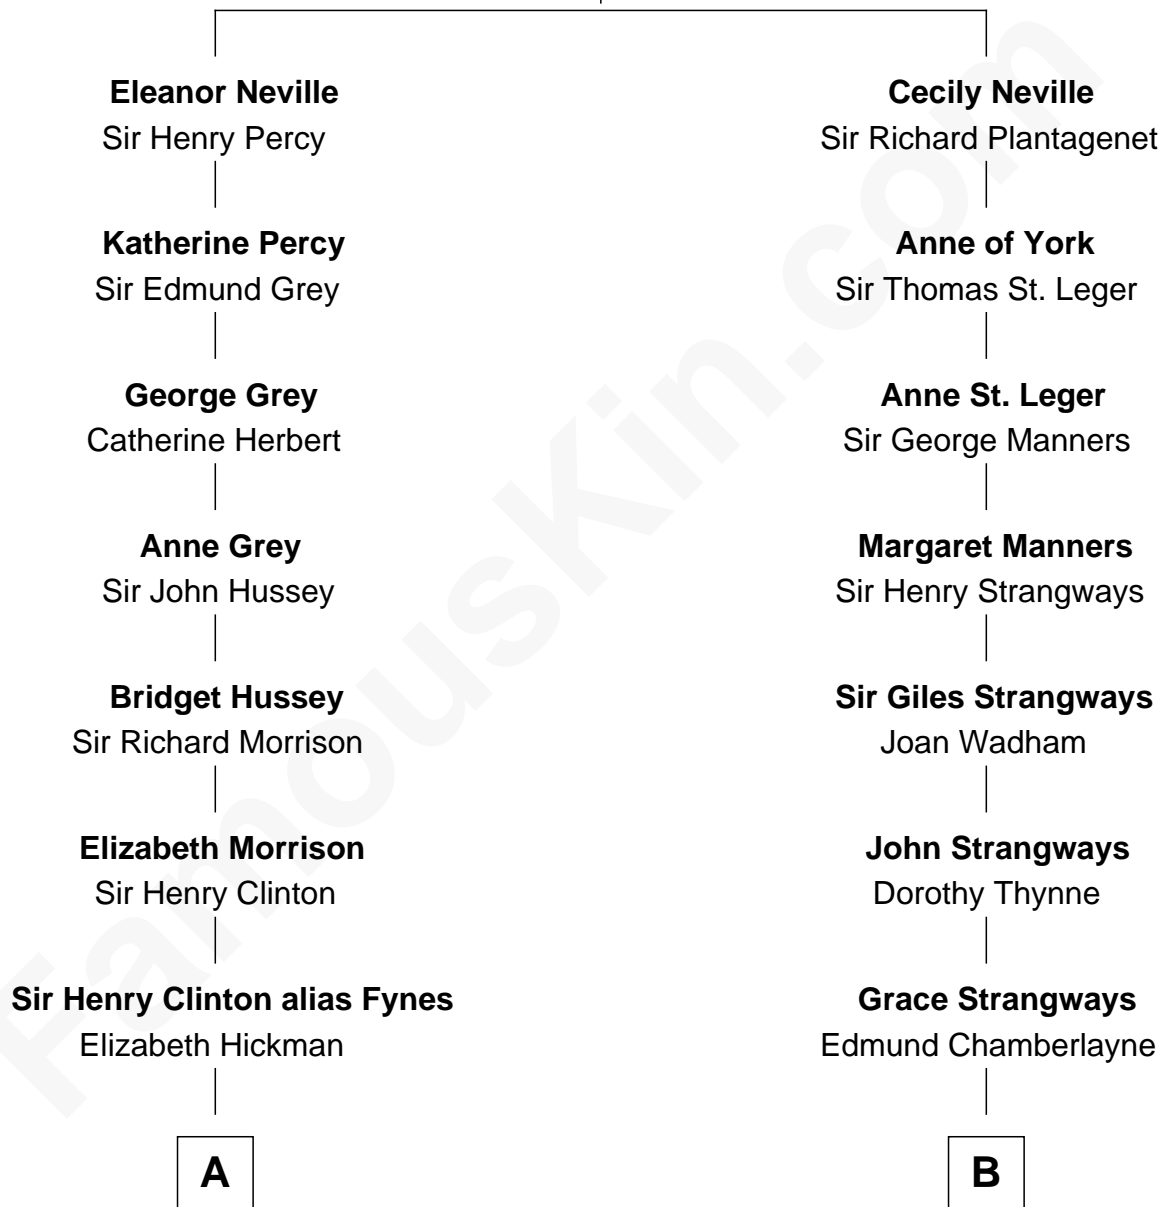 Eleanor Neville
Sir Henry Percy
Cecily Neville
Sir Richard Plantagenet
Katherine Percy
Sir Edmund Grey
Anne of York
Sir Thomas St. Leger
George Grey
Catherine Herbert
Anne St. Leger
Sir George Manners
Anne Grey
Sir John Hussey
Margaret Manners
Sir Henry Strangways
Bridget Hussey
Sir Richard Morrison
Sir Giles Strangways
Joan Wadham
Elizabeth Morrison
Sir Henry Clinton
John Strangways
Dorothy Thynne
Sir Henry Clinton alias Fynes
Elizabeth Hickman
Grace Strangways
Edmund Chamberlayne
A
B
FamousKin.com